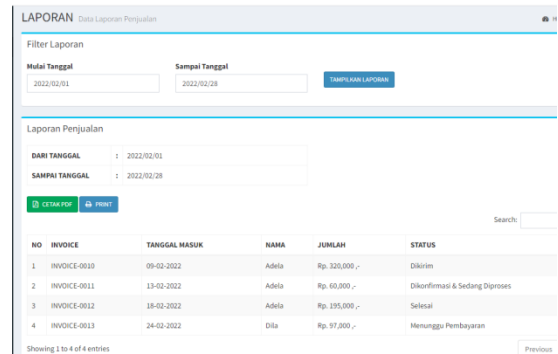 LAPORAN Data Laporan Penjualan
Filter Laporan
Mulai Tanggal Sampai Tanggal
2022/02/01 2022/02/28 TAMPILKAN LAPORAN
Laporan Penjualan
DARI TANGGAL : 2022/02/01
SAMPAI TANGGAL : 2022/02/28
CETAK PDF PRINT
Search:
NO INVOICE TANGGAL MASUK NAMA JUMLAH STATUS
1 INVOICE-0010 09-02-2022 Adela Rp. 320,000 ,- Dikirim
2 INVOICE-0011 13-02-2022 Adela Rp. 60,000 ,- Dikonfirmasi & Sedang Diproses
3 INVOICE-0012 18-02-2022 Adela Rp. 195,000 ,- Selesai
4 INVOICE-0013 24-02-2022 Dila Rp. 97,000 ,- Menunggu Pembayaran
Showing 1 to 4 of 4 entries Previous